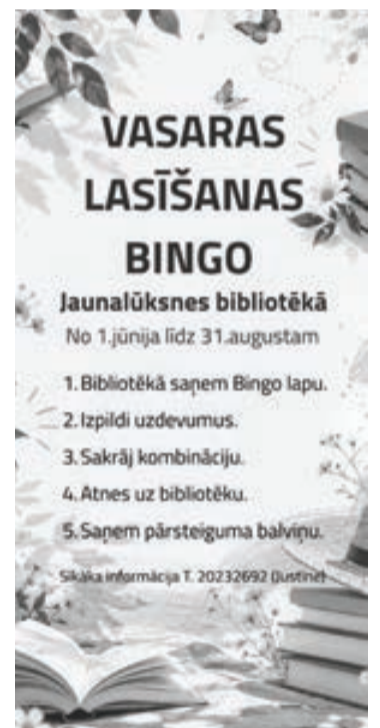 VASARAS
LASĪŠANAS
BINGO
Jaunalūksnes bibliotēkā
No 1.jūnija līdz 31.augustam
1. Bibliotēkā saņem Bingo lapu.
2. Izpildi uzdevumus.
3. Sakrāj kombināciju.
4. Atnes uz bibliotēku.
5. Saņem pārsteiguma balviņu.
Sīkāka informācija T. 20232692 (Justīne)